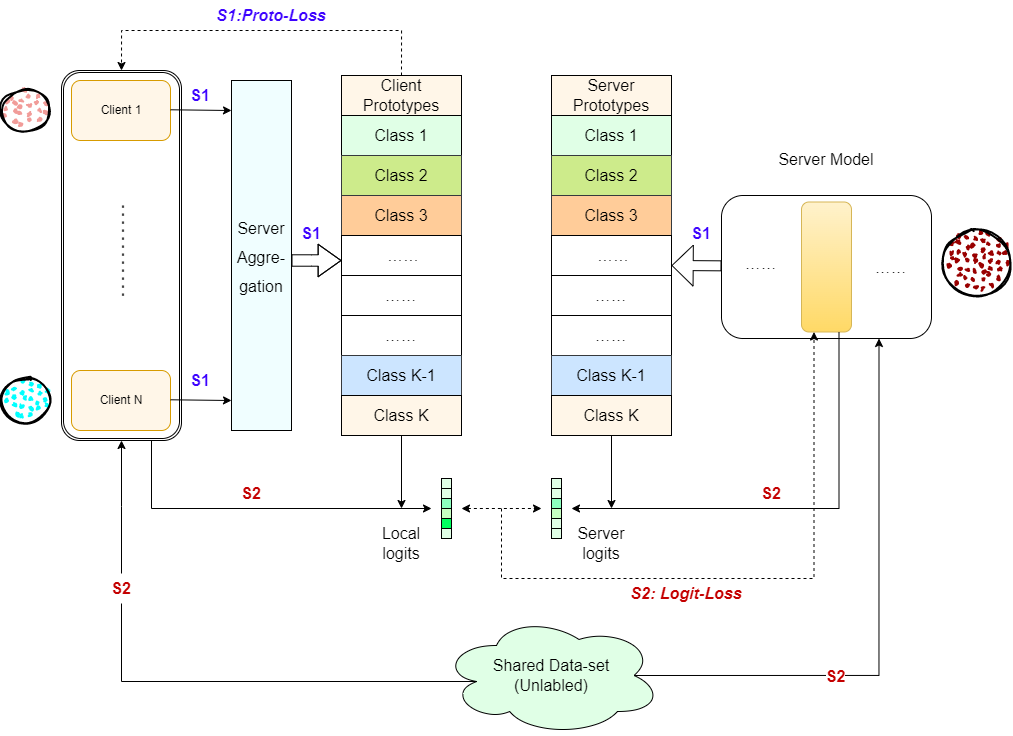 S1:Proto-Loss
Client 1
S1
Client N
S1
Server
Aggre-
gation
S1
Client
Prototypes
Class 1
Class 2
Class 3
......
......
......
Class K-1
Class K
Server
Prototypes
Class 1
Class 2
Class 3
......
......
......
Class K-1
Class K
Server Model
S1
......
......
S2
Local
logits
Server
logits
S2
S2
S2: Logit-Loss
Shared Data-set
(Unlabled)
S2